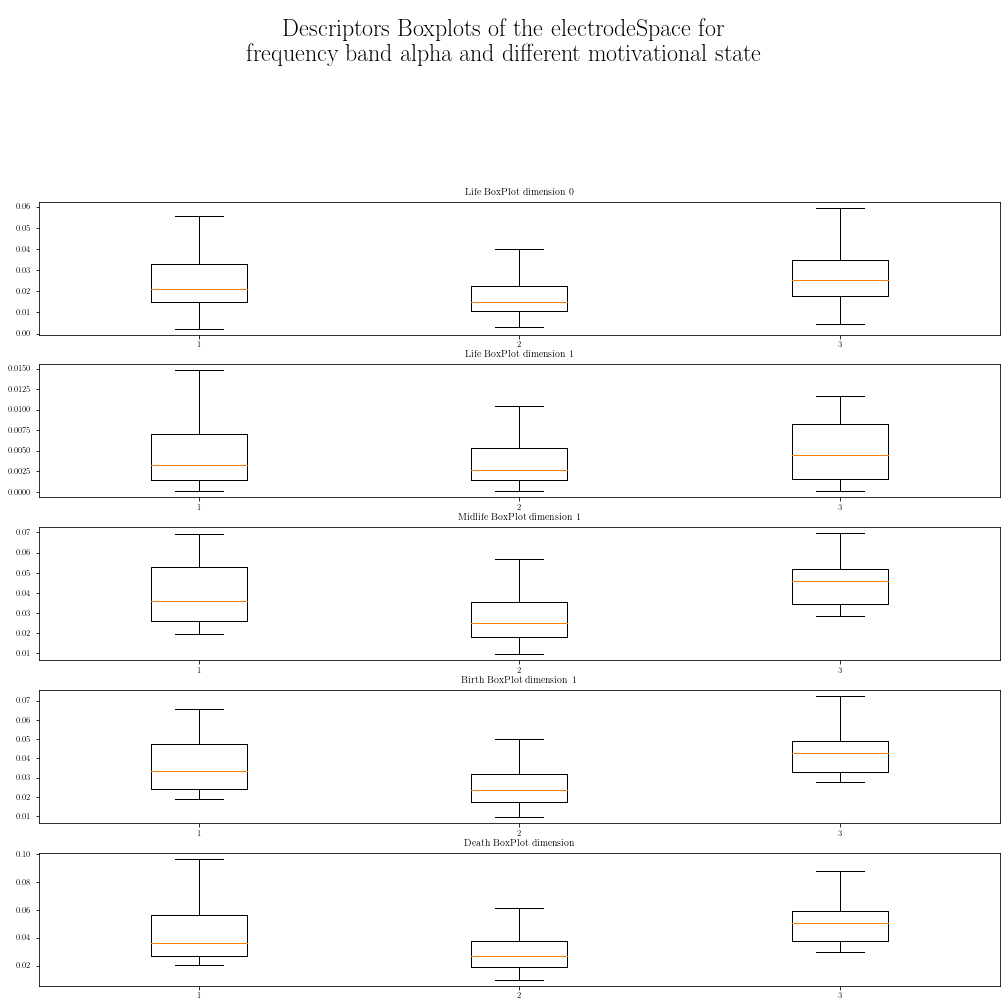 Descriptors Boxplots of the electrodeSpace for
frequency band alpha and different motivational state
Life BoxPlot dimension 0
0.06
0.05
0.04
0.03
0.02
0.01
0.00
1 2 3
Life BoxPlot dimension 1
0.0150
0.0125
0.0100
0.0075
0.0050
0.0025
0.0000
1 2 3
Midlife BoxPlot dimension 1
0.07
0.06
0.05
0.04
0.03
0.02
0.01
1 2 3
Birth BoxPlot dimension 1
0.07
0.06
0.05
0.04
0.03
0.02
0.01
1 2 3
Death BoxPlot dimension
0.10
0.08
0.06
0.04
0.02
1 2 3